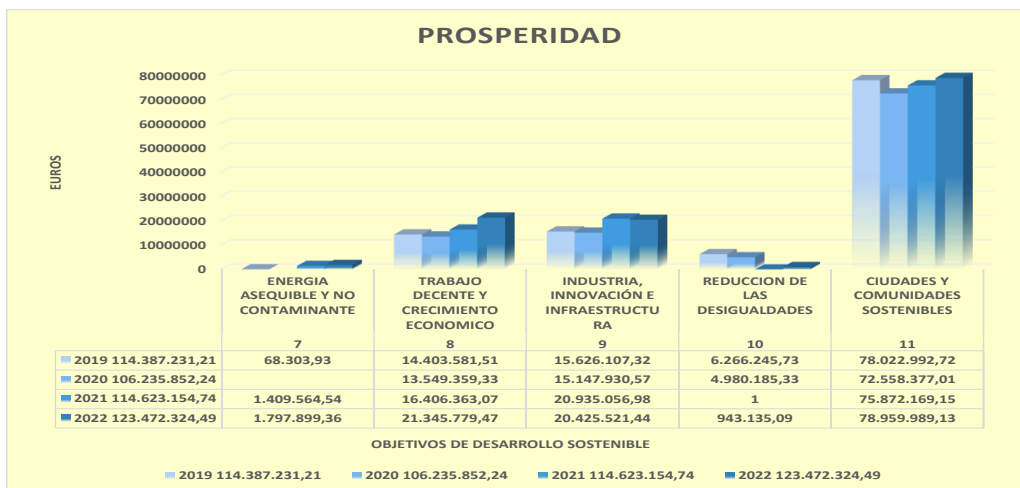 PROSPERIDAD
EUROS
80000000
70000000
60000000
50000000
40000000
30000000
20000000
10000000
0
ENERGIA ASEQUIBLE Y NO CONTAMINANTE
TRABAJO DECENTE Y CRECIMIENTO ECONOMICO
INDUSTRIA, INNOVACIÓN E INFRAESTRUCTU RA
REDUCCION DE LAS DESIGUALDADES
CIUDADES Y COMUNIDADES SOSTENIBLES
7 8 9 10 11
2019 114.387.231,21 68.303,93 14.403.581,51 15.626.107,32 6.266.245,73 78.022.992,72
2020 106.235.852,24 13.549.359,33 15.147.930,57 4.980.185,33 72.558.377,01
2021 114.623.154,74 1.409.564,54 16.406.363,07 20.935.056,98 1 75.872.169,15
2022 123.472.324,49 1.797.899,36 21.345.779,47 20.425.521,44 943.135,09 78.959.989,13
OBJETIVOS DE DESARROLLO SOSTENIBLE
2019 114.387.231,21 2020 106.235.852,24 2021 114.623.154,74 2022 123.472.324,49